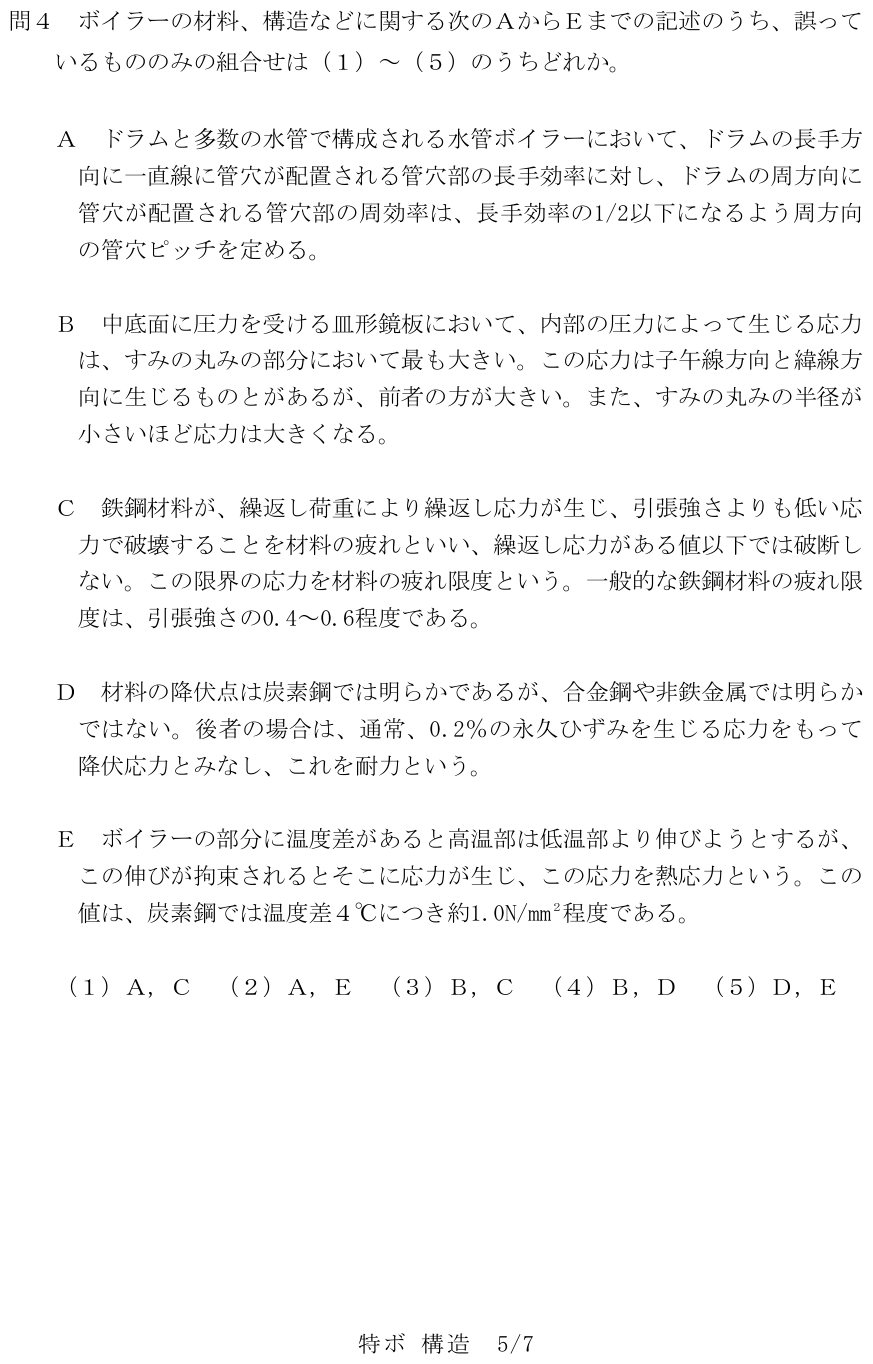 問４　ボイラーの材料、構造などに関する次のＡからＥまでの記述のうち、誤って
いるもののみの組合せは（１）～（５）のうちどれか。
Ａ　ドラムと多数の水管で構成される水管ボイラーにおいて、ドラムの長手方
向に一直線に管穴が配置される管穴部の長手効率に対し、ドラムの周方向に
管穴が配置される管穴部の周効率は、長手効率の1/2以下になるよう周方向
の管穴ピッチを定める。
Ｂ　中底面に圧力を受ける皿形鏡板において、内部の圧力によって生じる応力
は、すみの丸みの部分において最も大きい。この応力は子午線方向と緯線方
向に生じるものとがあるが、前者の方が大きい。また、すみの丸みの半径が
小さいほど応力は大きくなる。
Ｃ　鉄鋼材料が、繰返し荷重により繰返し応力が生じ、引張強さよりも低い応
力で破壊することを材料の疲れといい、繰返し応力がある値以下では破断し
ない。この限界の応力を材料の疲れ限度という。一般的な鉄鋼材料の疲れ限
度は、引張強さの0.4～0.6程度である。
Ｄ　材料の降伏点は炭素鋼では明らかであるが、合金鋼や非鉄金属では明らか
ではない。後者の場合は、通常、0.2％の永久ひずみを生じる応力をもって
降伏応力とみなし、これを耐力という。
Ｅ　ボイラーの部分に温度差があると高温部は低温部より伸びようとするが、
この伸びが拘束されるとそこに応力が生じ、この応力を熱応力という。この
値は、炭素鋼では温度差４℃につき約1.0N/mm²程度である。
（１）Ａ，Ｃ　（２）Ａ，Ｅ　（３）Ｂ，Ｃ　（４）Ｂ，Ｄ　（５）Ｄ，Ｅ
特ボ 構造　5/7